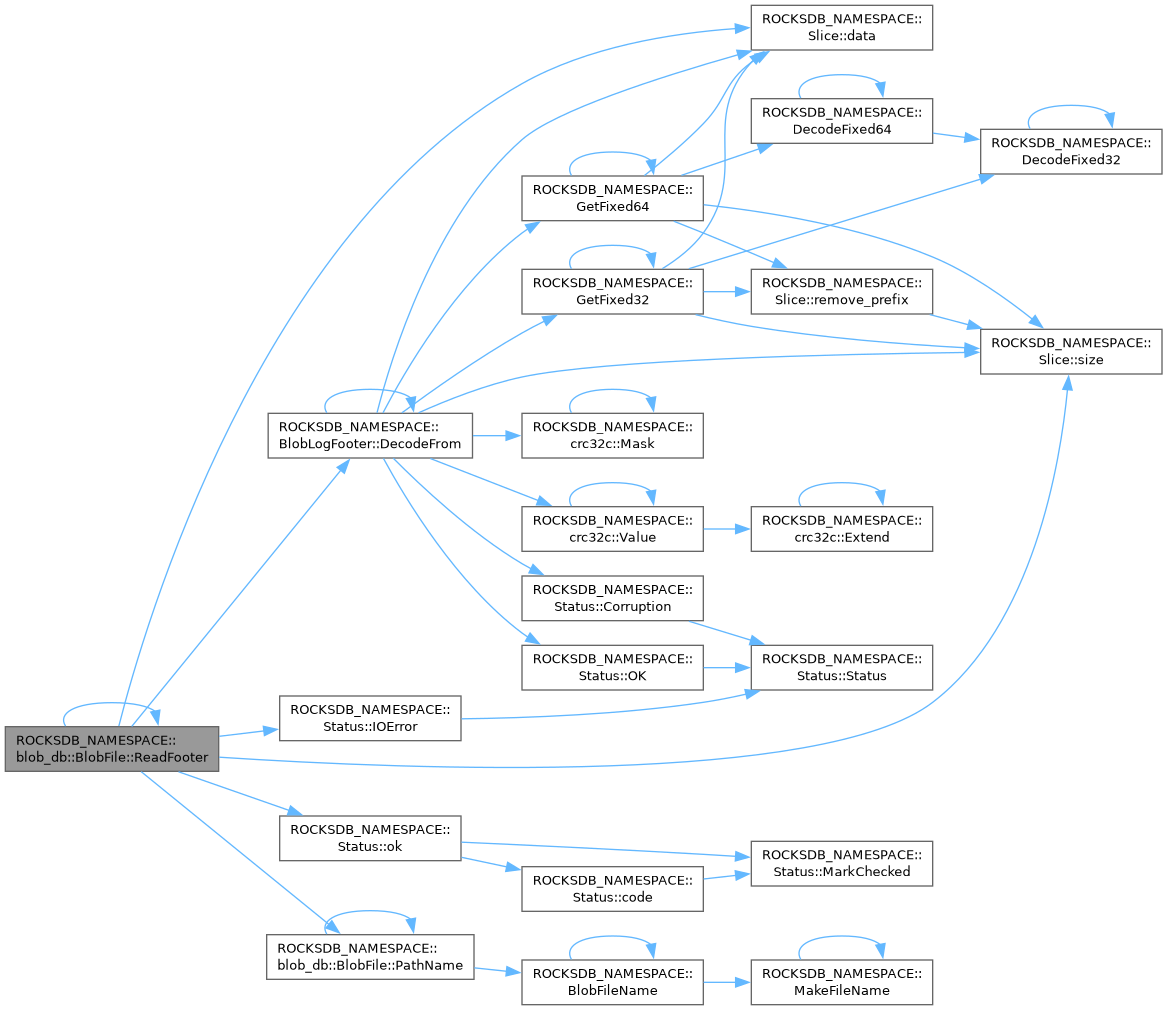 ROCKSDB_NAMESPACE::
Slice::data
ROCKSDB_NAMESPACE::
DecodeFixed64
ROCKSDB_NAMESPACE::
DecodeFixed32
ROCKSDB_NAMESPACE::
GetFixed64
ROCKSDB_NAMESPACE::
GetFixed32
ROCKSDB_NAMESPACE::
Slice::remove_prefix
ROCKSDB_NAMESPACE::
Slice::size
ROCKSDB_NAMESPACE::
BlobLogFooter::DecodeFrom
ROCKSDB_NAMESPACE::
crc32c::Mask
ROCKSDB_NAMESPACE::
crc32c::Value
ROCKSDB_NAMESPACE::
crc32c::Extend
ROCKSDB_NAMESPACE::
Status::Corruption
ROCKSDB_NAMESPACE::
Status::OK
ROCKSDB_NAMESPACE::
Status::Status
ROCKSDB_NAMESPACE::
Status::IOError
ROCKSDB_NAMESPACE::
blob_db::BlobFile::ReadFooter
ROCKSDB_NAMESPACE::
Status::ok
ROCKSDB_NAMESPACE::
Status::MarkChecked
ROCKSDB_NAMESPACE::
Status::code
ROCKSDB_NAMESPACE::
blob_db::BlobFile::PathName
ROCKSDB_NAMESPACE::
BlobFileName
ROCKSDB_NAMESPACE::
MakeFileName